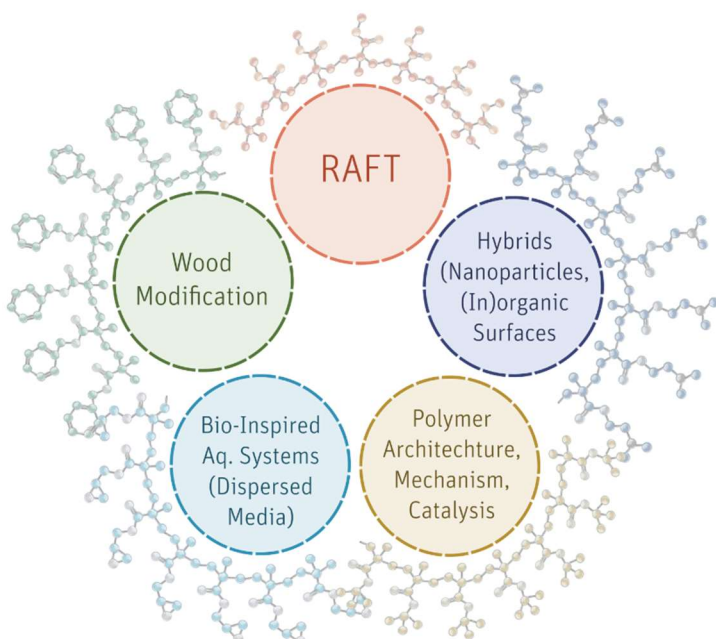 RAFT
Hybrids
(Nanoparticles,
(In)organic
Surfaces
Wood
Modification
Bio-Inspired
Aq. Systems
(Dispersed
Media)
Polymer
Architechture,
Mechanism,
Catalysis